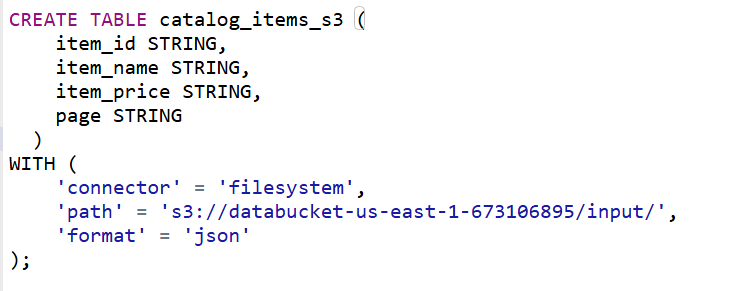 CREATE TABLE catalog_items_s3 (
    item_id STRING,
    item_name STRING,
    item_price STRING,
    page STRING
  )
WITH (
    'connector' = 'filesystem',
    'path' = 's3://databucket-us-east-1-673106895/input/',
    'format' = 'json'
);